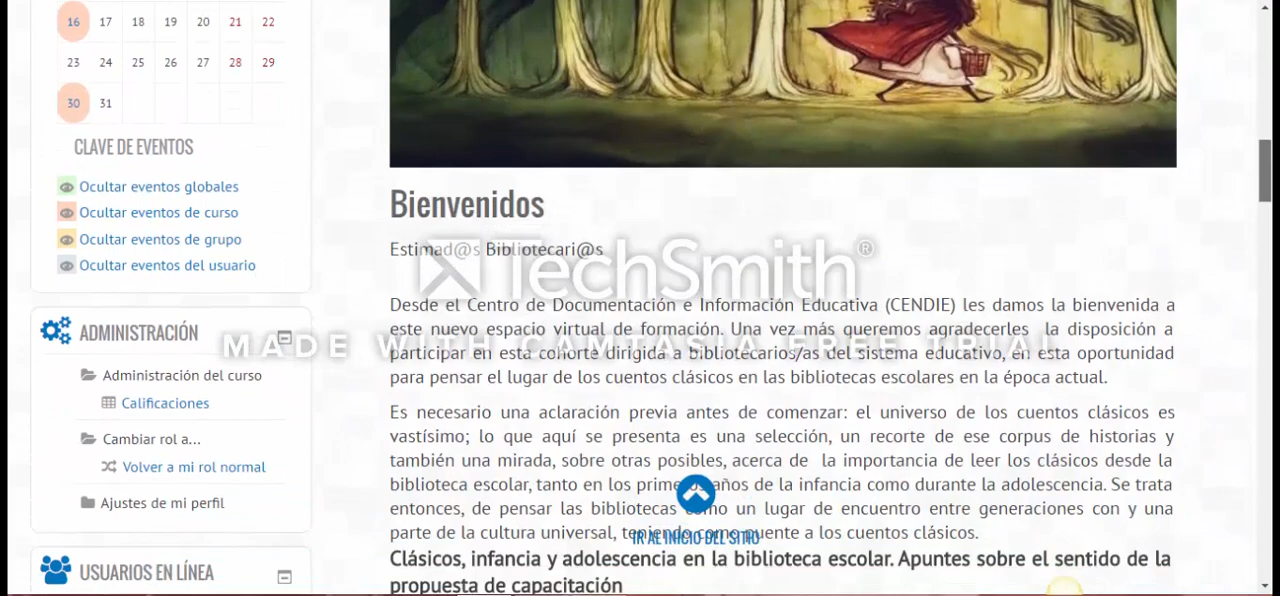 16 17 18 19 20 21 22
23 24 25 26 27 28 29
30 31
CLAVE DE EVENTOS
Ocultar eventos globales
Ocultar eventos de curso
Ocultar eventos de grupo
Ocultar eventos del usuario
ADMINISTRACIÓN
Administración del curso
Calificaciones
Cambiar rol a...
Volver a mi rol normal
Ajustes de mi perfil
USUARIOS EN LÍNEA
Bienvenidos
Estimad@s Bibliotecari@s
TechSmith®
MADE WITH CAMTASIA FREE TRIAL
Desde el Centro de Documentación e Información Educativa (CENDIE) les damos la bienvenida a
este nuevo espacio virtual de formación. Una vez más queremos agradecerles la disposición a
participar en esta cohorte dirigida a bibliotecarios/as del sistema educativo, en esta oportunidad
para pensar el lugar de los cuentos clásicos en las bibliotecas escolares en la época actual.
Es necesario una aclaración previa antes de comenzar: el universo de los cuentos clásicos es
vastísimo; lo que aquí se presenta es una selección, un recorte de ese corpus de historias y
también una mirada, sobre otras posibles, acerca de la importancia de leer los clásicos desde la
biblioteca escolar, tanto en los primeros años de la infancia como durante la adolescencia. Se trata
entonces, de pensar las bibliotecas como un lugar de encuentro entre generaciones con y una
parte de la cultura universal, teniendo como puente a los cuentos clásicos.
IR AL INICIO DEL SITIO
Clásicos, infancia y adolescencia en la biblioteca escolar. Apuntes sobre el sentido de la
propuesta de capacitación